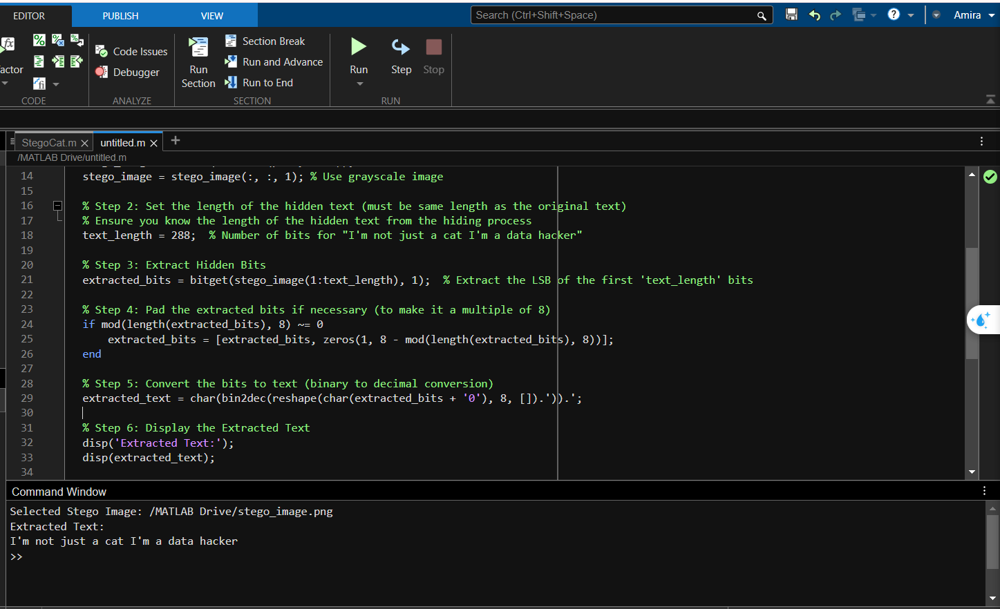 EDITOR PUBLISH VIEW Search (Ctrl+Shift+Space) Amira
Code Issues
Debugger
Run Section
Section Break
Run and Advance
Run to End
Run Step Stop
actor
CODE ANALYZE SECTION RUN
StegoCat.m untitled.m
/MATLAB Drive/untitled.m
14 stego_image = stego_image(:, :, 1); % Use grayscale image
15
16 % Step 2: Set the length of the hidden text (must be same length as the original text)
17 % Ensure you know the length of the hidden text from the hiding process
18 text_length = 288;  % Number of bits for "I'm not just a cat I'm a data hacker"
19
20 % Step 3: Extract Hidden Bits
21 extracted_bits = bitget(stego_image(1:text_length), 1);  % Extract the LSB of the first 'text_length' bits
22
23 % Step 4: Pad the extracted bits if necessary (to make it a multiple of 8)
24 if mod(length(extracted_bits), 8) ~= 0
25     extracted_bits = [extracted_bits, zeros(1, 8 - mod(length(extracted_bits), 8))];
26 end
27
28 % Step 5: Convert the bits to text (binary to decimal conversion)
29 extracted_text = char(bin2dec(reshape(char(extracted_bits + '0'), 8, []).')).';
30
31 % Step 6: Display the Extracted Text
32 disp('Extracted Text:');
33 disp(extracted_text);
34
Command Window
Selected Stego Image: /MATLAB Drive/stego_image.png
Extracted Text:
I'm not just a cat I'm a data hacker
>>